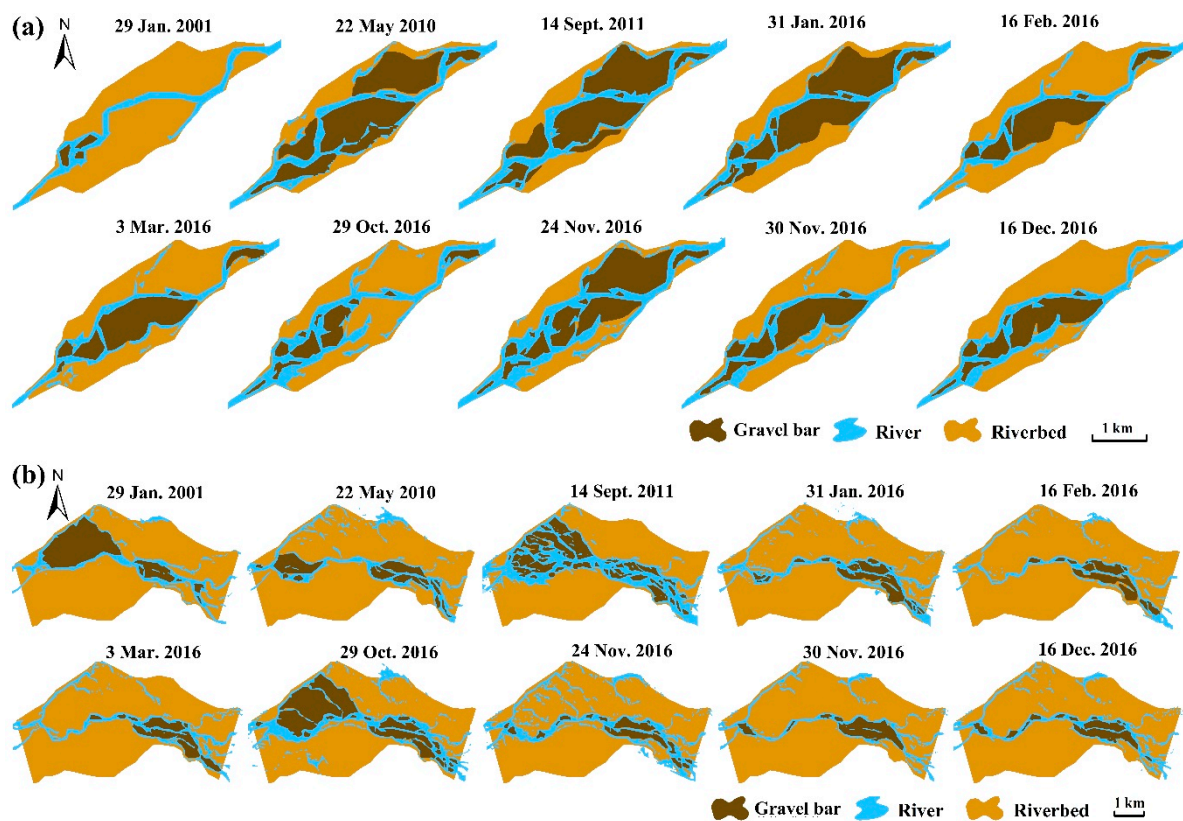 (a)
N
29 Jan. 2001 22 May 2010 14 Sept. 2011 31 Jan. 2016 16 Feb. 2016
3 Mar. 2016 29 Oct. 2016 24 Nov. 2016 30 Nov. 2016 16 Dec. 2016
Gravel bar River Riverbed 1 km
(b)
N
29 Jan. 2001 22 May 2010 14 Sept. 2011 31 Jan. 2016 16 Feb. 2016
3 Mar. 2016 29 Oct. 2016 24 Nov. 2016 30 Nov. 2016 16 Dec. 2016
Gravel bar River Riverbed 1 km